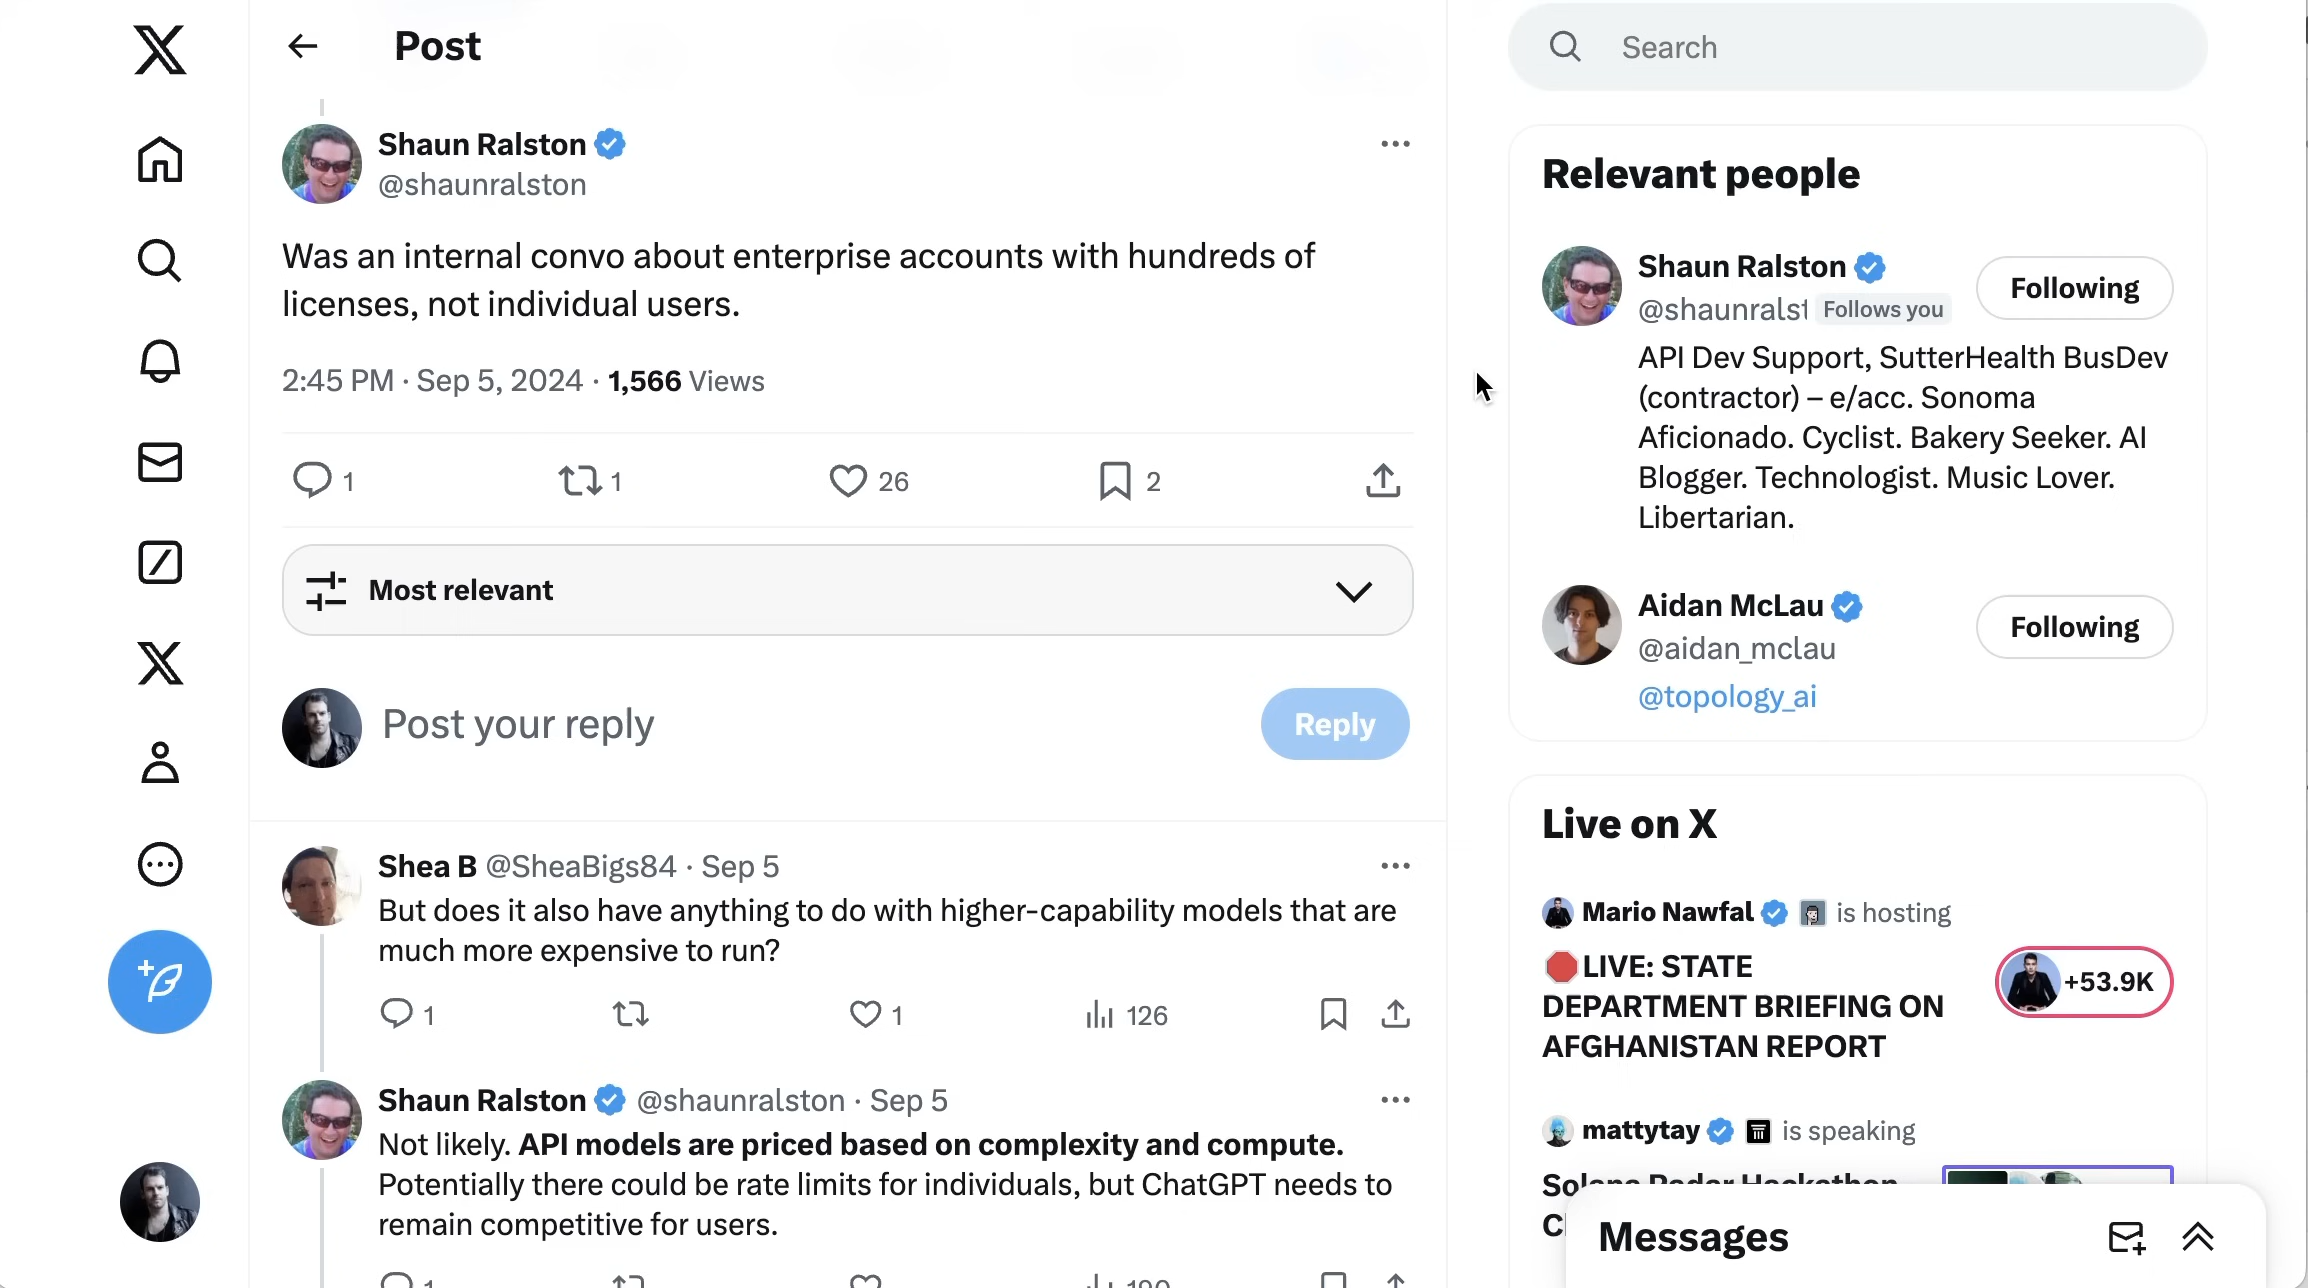 Post
Shaun Ralston
@shaunralston
Was an internal convo about enterprise accounts with hundreds of
licenses, not individual users.
2:45 PM · Sep 5, 2024 · 1,566 Views
1
1
26
2
Most relevant
Post your reply
Reply
Shea B @SheaBigs84 · Sep 5
But does it also have anything to do with higher-capability models that are
much more expensive to run?
1
1
126
Shaun Ralston @shaunralston · Sep 5
Not likely. API models are priced based on complexity and compute.
Potentially there could be rate limits for individuals, but ChatGPT needs to
remain competitive for users.
Search
Relevant people
Shaun Ralston
@shaunralst Follows you
Following
API Dev Support, SutterHealth BusDev
(contractor) – e/acc. Sonoma
Aficionado. Cyclist. Bakery Seeker. AI
Blogger. Technologist. Music Lover.
Libertarian.
Aidan McLau
@aidan_mclau
Following
@topology_ai
Live on X
Mario Nawfal is hosting
LIVE: STATE
DEPARTMENT BRIEFING ON
AFGHANISTAN REPORT
+53.9K
mattytay is speaking
Messages